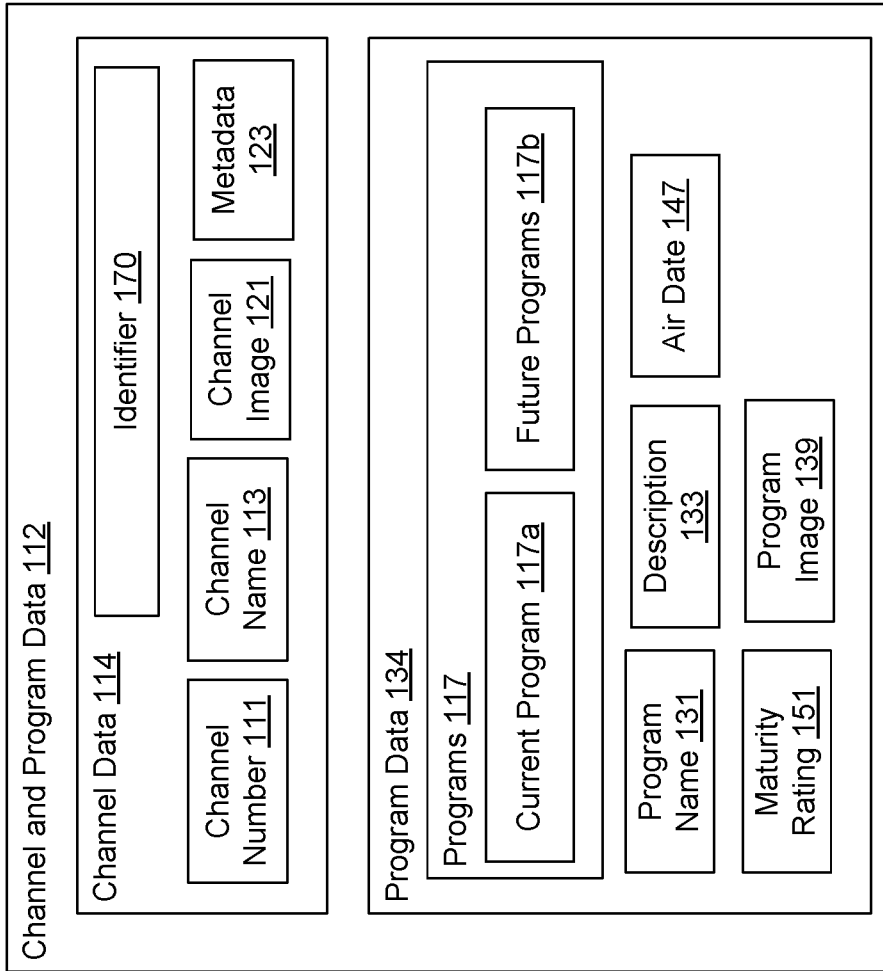 Channel and Program Data 112
Channel Data 114
Identifier 170
Channel
Number 111
Channel
Name 113
Channel
Image 121
Metadata
123
Program Data 134
Programs 117
Current Program 117a
Future Programs 117b
Program
Name 131
Description
133
Air Date 147
Maturity
Rating 151
Program
Image 139